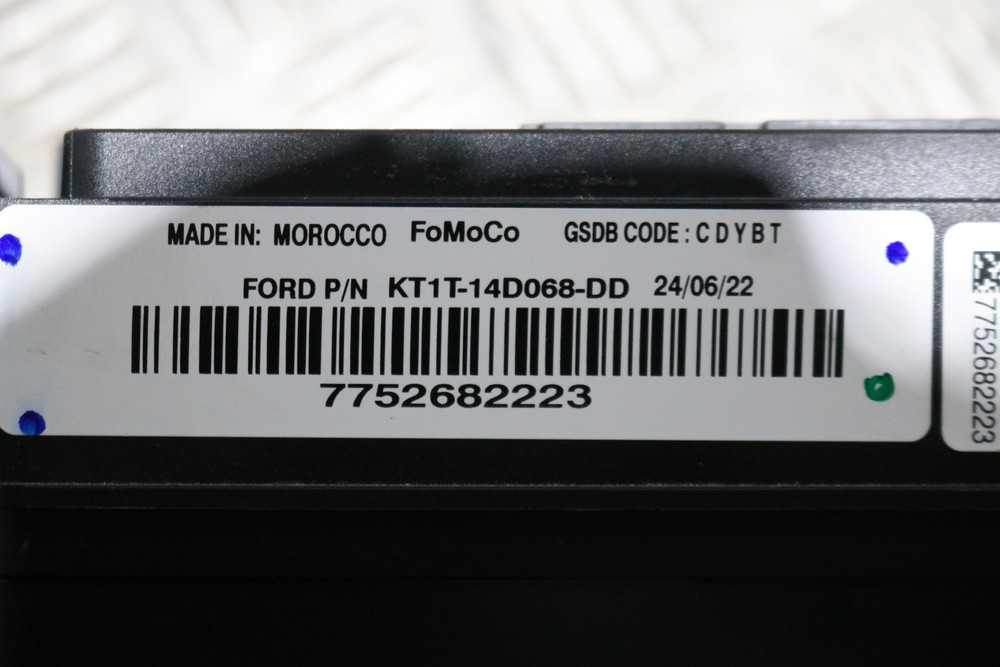 MADE IN: MOROCCO FoMoCo GSDB CODE : C D Y B T
FORD P/N KT1T-14D068-DD 24/06/22
7752682223
7752682223